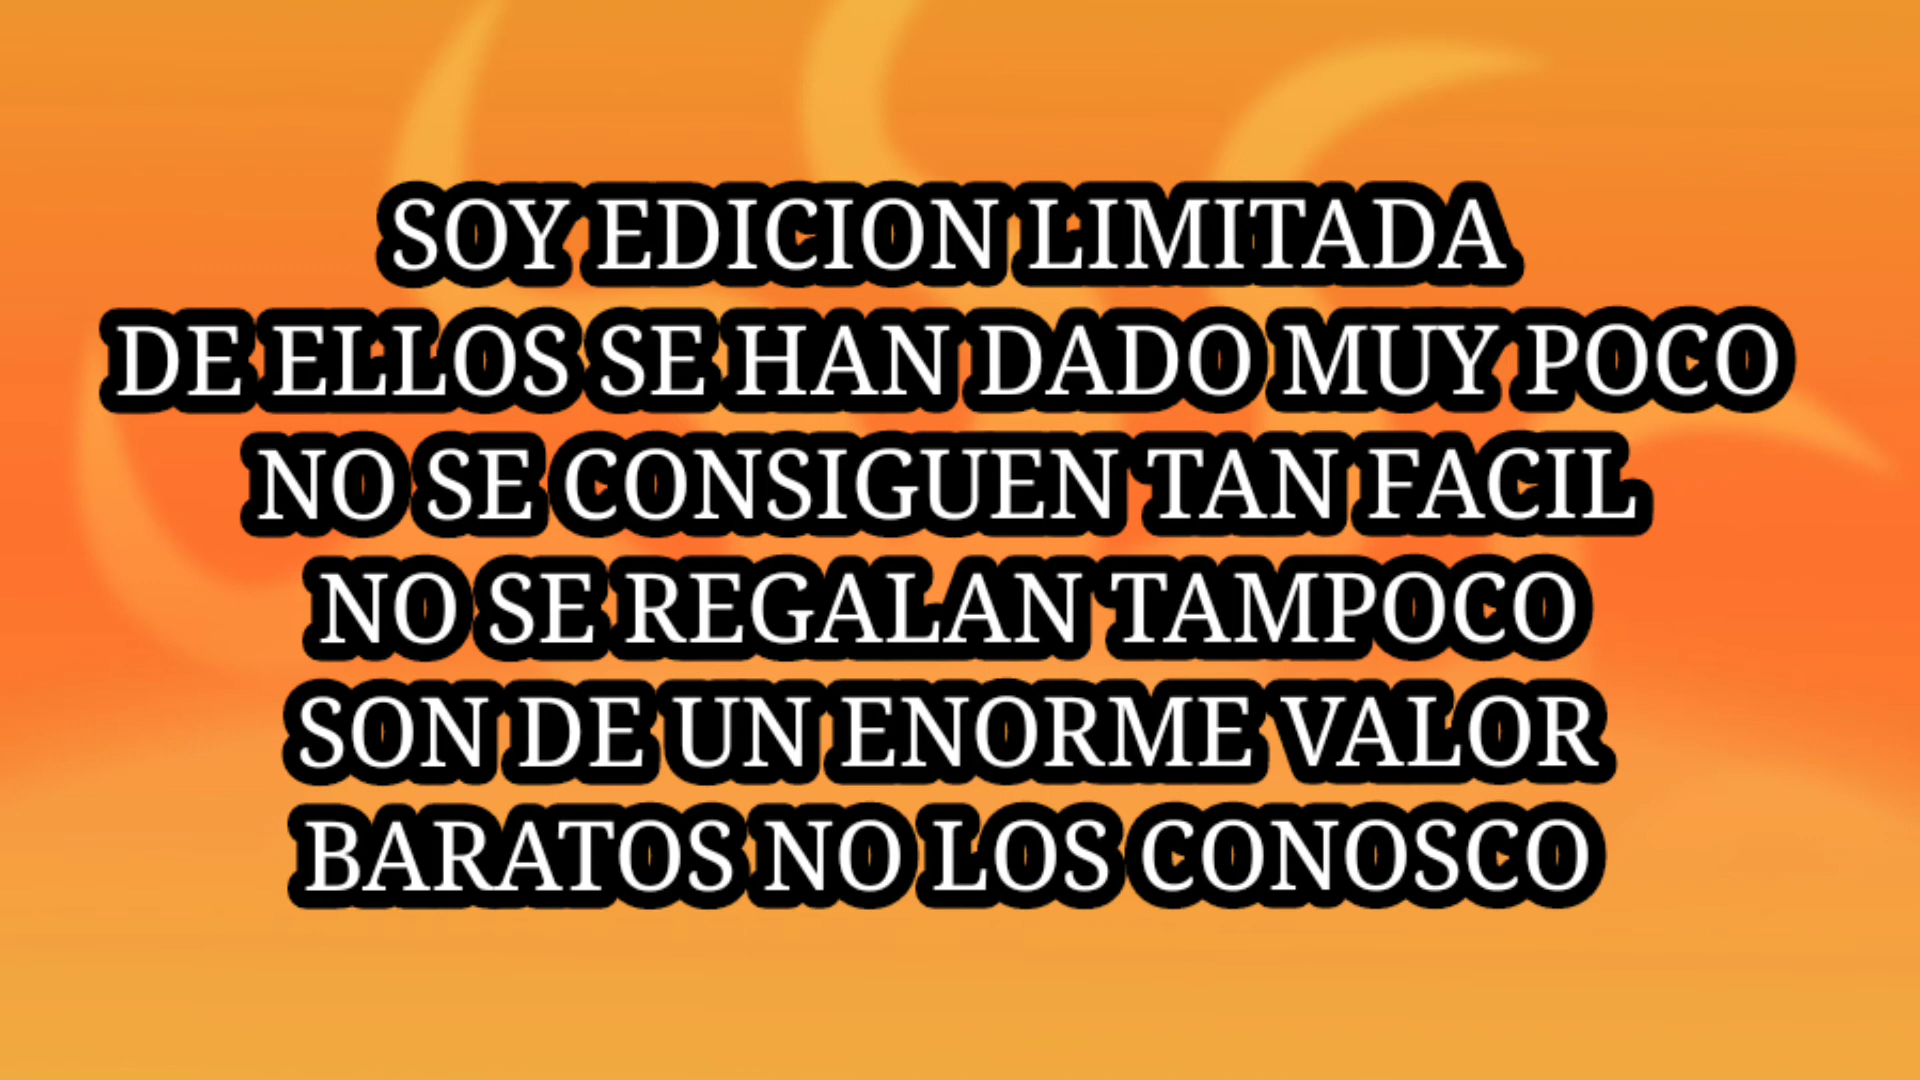 SOY EDICION LIMITADA
DE ELLOS SE HAN DADO MUY POCO
NO SE CONSIGUEN TAN FACIL
NO SE REGALAN TAMPOCO
SON DE UN ENORME VALOR
BARATOS NO LOS CONOSCO